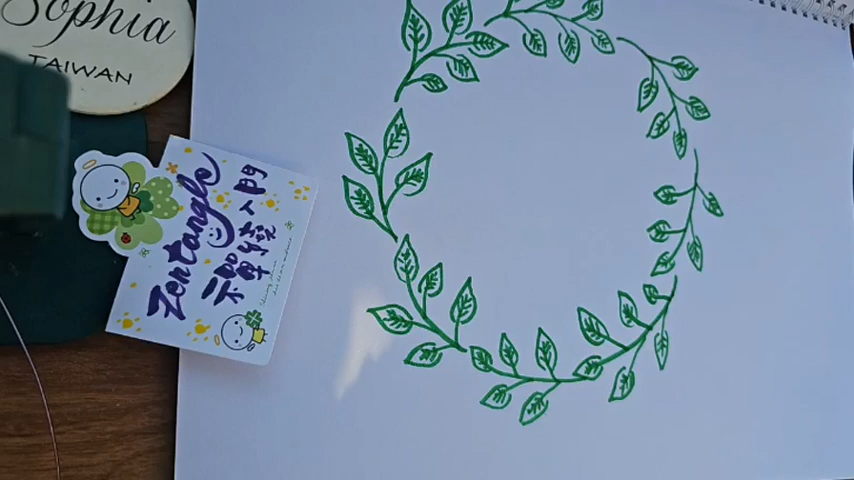 Sophia
TAIWAN
Zentangle
禪繞入門